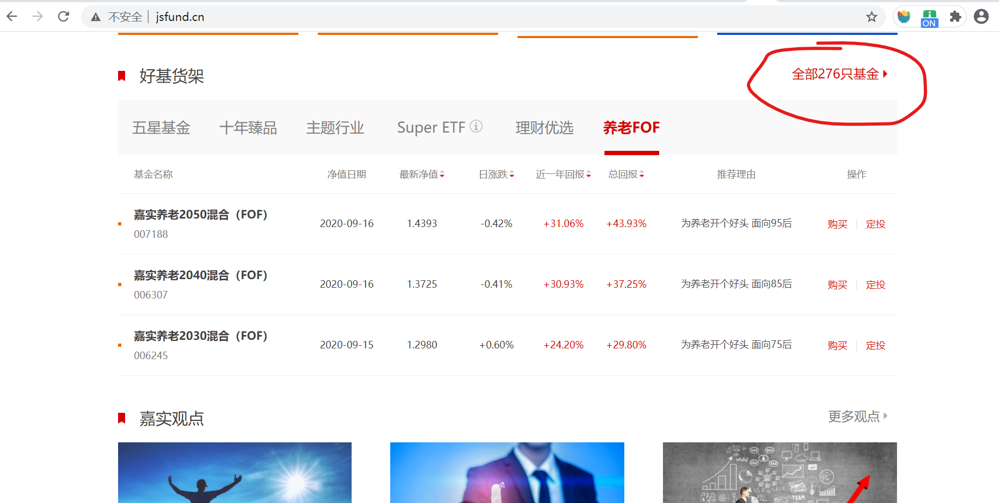 不安全 jsfund.cn
ON
好基货架
全部276只基金
五星基金 十年臻品 主题行业 Super ETF 理财优选 养老FOF
基金名称 净值日期 最新净值 日涨跌 近一年回报 总回报 推荐理由 操作
嘉实养老2050混合（FOF）
007188
2020-09-16 1.4393 -0.42% +31.06% +43.93% 为养老开个好头 面向95后 购买 定投
嘉实养老2040混合（FOF）
006307
2020-09-16 1.3725 -0.41% +30.93% +37.25% 为养老开个好头 面向85后 购买 定投
嘉实养老2030混合（FOF）
006245
2020-09-15 1.2980 +0.60% +24.20% +29.80% 为养老开个好头 面向75后 购买 定投
嘉实观点
更多观点
TEAM